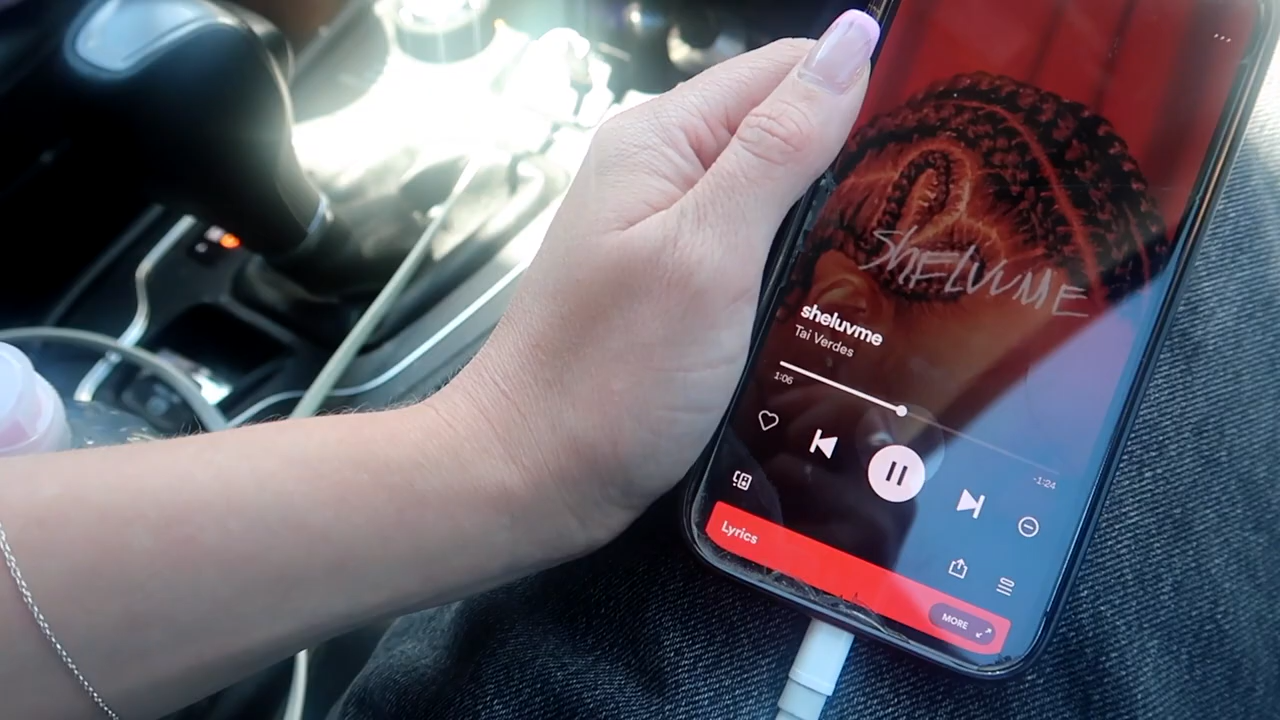 SHELUVME
sheluvme
Tai Verdes
1:06
-1:24
Lyrics
MORE